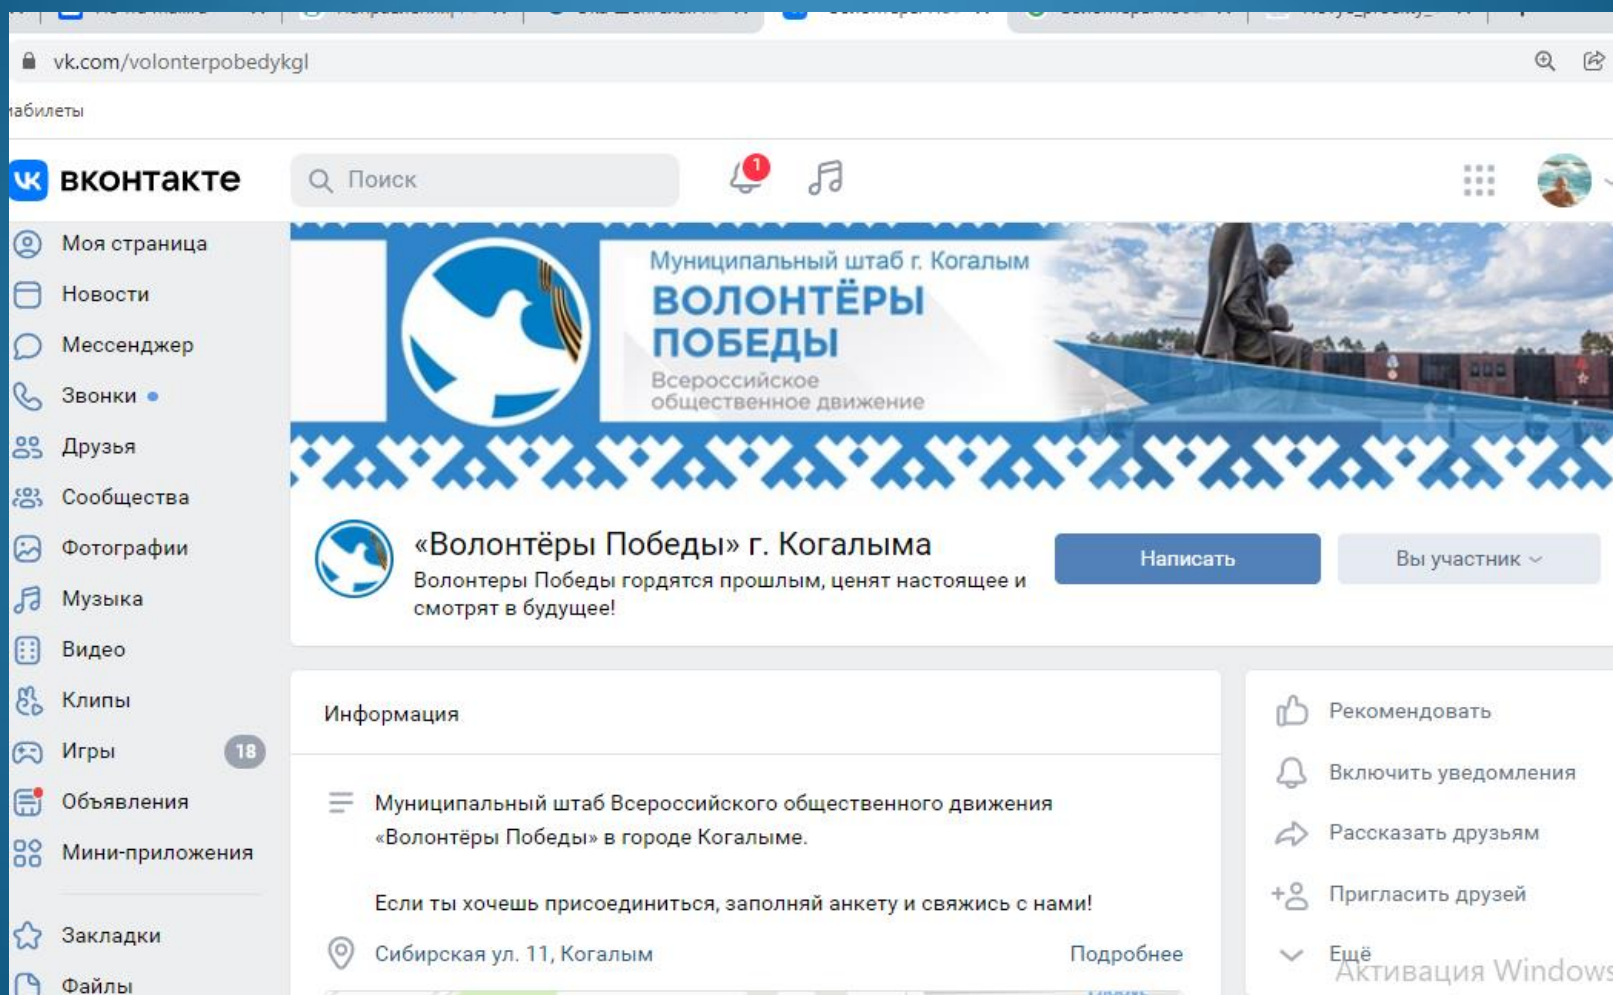 vk.com/volonterpobedykgl
иабилеты
вконтакте
Поиск
1
Моя страница
Новости
Мессенджер
Звонки
Друзья
Сообщества
Фотографии
Музыка
Видео
Клипы
Игры
18
Объявления
Мини-приложения
Закладки
Файлы
Муниципальный штаб г. Когалым
ВОЛОНТЁРЫ
ПОБЕДЫ
Всероссийское
общественное движение
«Волонтёры Победы» г. Когалыма
Волонтеры Победы гордятся прошлым, ценят настоящее и
смотрят в будущее!
Написать
Вы участник
Информация
Муниципальный штаб Всероссийского общественного движения
«Волонтёры Победы» в городе Когалыме.
Если ты хочешь присоединиться, заполняй анкету и свяжись с нами!
Сибирская ул. 11, Когалым
Подробнее
Рекомендовать
Включить уведомления
Рассказать друзьям
Пригласить друзей
Ещё
Активация Windows